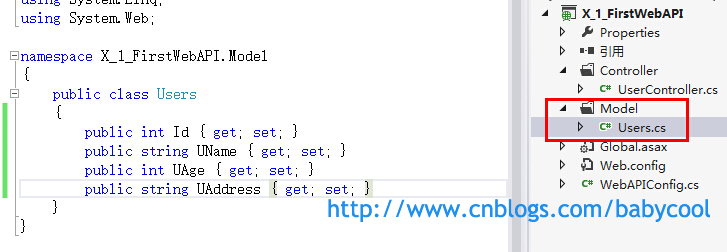 using System.Linq;
using System.Web;
namespace X_1_FirstWebAPI.Model
{
public class Users
{
public int Id { get; set; }
public string UName { get; set; }
public int UAge { get; set; }
public string UAddress { get; set; }
}
}
X_1_FirstWebAPI
Properties
引用
Controller
C# UserController.cs
Model
C# Users.cs
Global.asax
Web.config
C# WebAPIConfig.cs
http://www.cnblogs.com/babycool